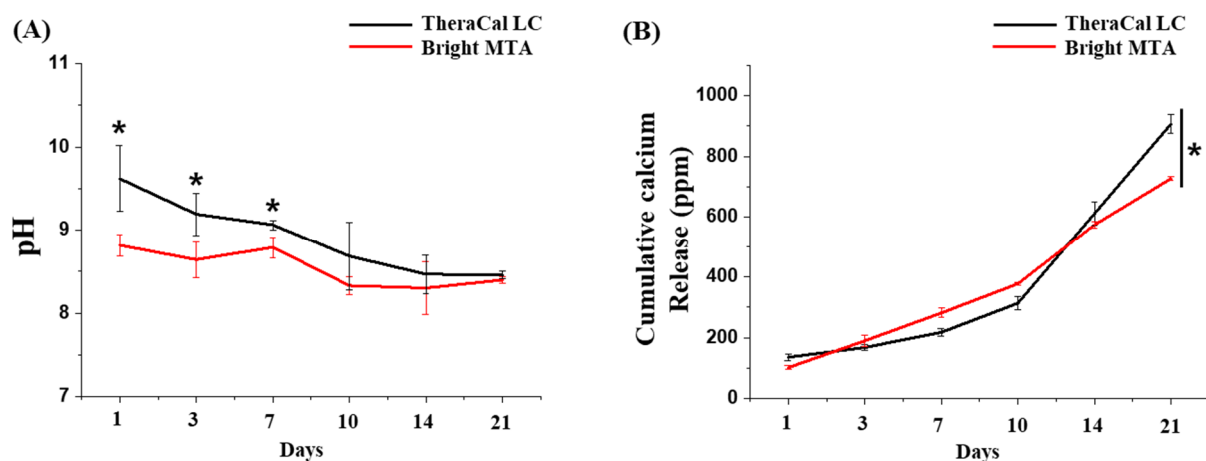 (A)
TheraCal LC
Bright MTA
11
10
9
8
7
pH
*
*
*
1 3 7 10 14 21
Days
(B)
TheraCal LC
Bright MTA
1000
800
600
400
200
0
Cumulative calcium
Release (ppm)
*
1 3 7 10 14 21
Days